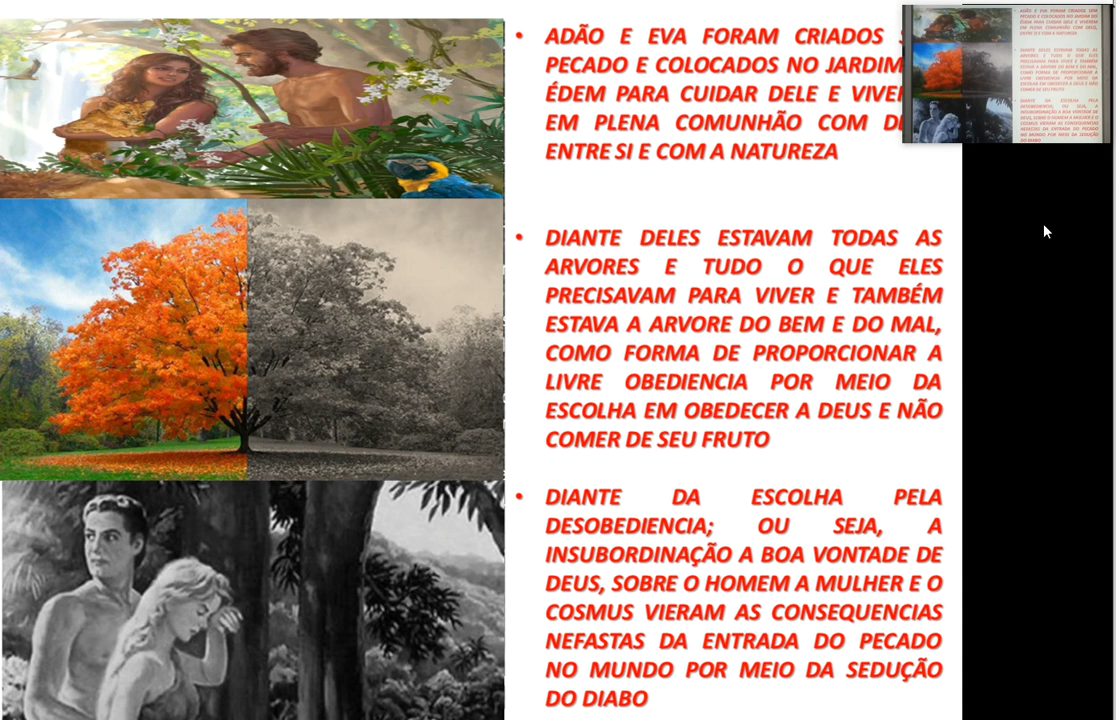 • ADÃO E EVA FORAM CRIADOS
PECADO E COLOCADOS NO JARDIM
ÉDEM PARA CUIDAR DELE E
EM PLENA COMUNHÃO COM
ENTRE SI E COM A NATUREZA
• DIANTE DELES ESTAVAM TODAS AS
ARVORES E TUDO O QUE ELES
PRECISAVAM PARA VIVER E TAMBÉM
ESTAVA A ARVORE DO BEM E DO MAL,
COMO FORMA DE PROPORCIONAR A
LIVRE OBEDIENCIA POR MEIO DA
ESCOLHA EM OBEDECER A DEUS E NÃO
COMER DE SEU FRUTO
• DIANTE DA ESCOLHA PELA
DESOBEDIENCIA; OU SEJA, A
INSUBORDINAÇÃO A BOA VONTADE DE
DEUS, SOBRE O HOMEM A MULHER E O
COSMUS VIERAM AS CONSEQUENCIAS
NEFASTAS DA ENTRADA DO PECADO
NO MUNDO POR MEIO DA SEDUÇÃO
DO DIABO